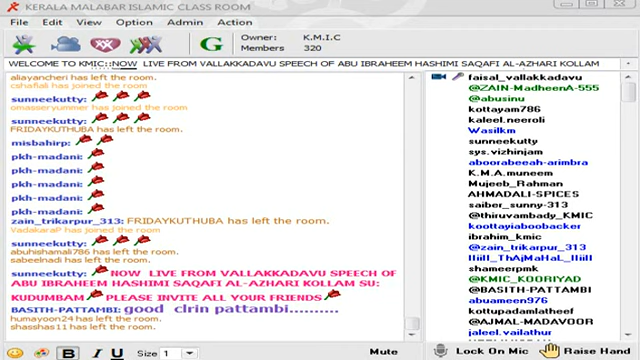 KERALA MALABAR ISLAMIC CLASS ROOM
File Edit View Option Admin Action
G
Owner: K.M.I.C
Members 320
WELCOME TO KMIC::NOW LIVE FROM VALLAKKADAVU SPEECH OF ABU IBRAHEEM HASHIMI SAQAFI AL-AZHARI KOLLAM
aliayancheri has left the room.
cshafiali has joined the room
sunneekutty:
omasseryummer has joined the room
sunneekutty:
FRIDAYKUTHUBA has left the room.
misbahirp:
pkh-madani:
pkh-madani:
pkh-madani:
pkh-madani:
pkh-madani:
zain_trikarpur_313: FRIDAYKUTHUBA has left the room.
VadakaraP has joined the room
sunneekutty:
abuhishamali786 has left the room.
sabeelnadi has left the room.
sunneekutty: NOW LIVE FROM VALLAKKADAVU SPEECH OF
ABU IBRAHEEM HASHIMI SAQAFI AL-AZHARI KOLLAM SU:
KUDUMBAM PLEASE INVITE ALL YOUR FRIENDS
BASITH-PATTAMBI: good clrin pattambi..........
humayoon24 has left the room.
shasshas11 has left the room.
faisal_vallakkadavu
@ZAIN-MadheenA-555
@abusinu
kottayam786
kaleel.neeroli
Wasilkm
sunneekutty
sys.vizhinjam
aboorabeeah-arimbra
K.M.A.muneem
Mujeeb_Rahman
AHMADALI-SPICES
saiber_sunny-313
@thiruvambady_KMIC
koottayiaboobacker
ibrahim_kmic
@zain_trikarpur_313
lliill_ThAjMaHaL_lliill
shameerpmk
@KMIC_KOORIYAD
@BASITH-PATTAMBI
abuameen976
kottupadamlatheef
@AJMAL-MADAVOOR
jaleel.vailathur
B I U Size 1 Mute Lock On Mic Raise Hand